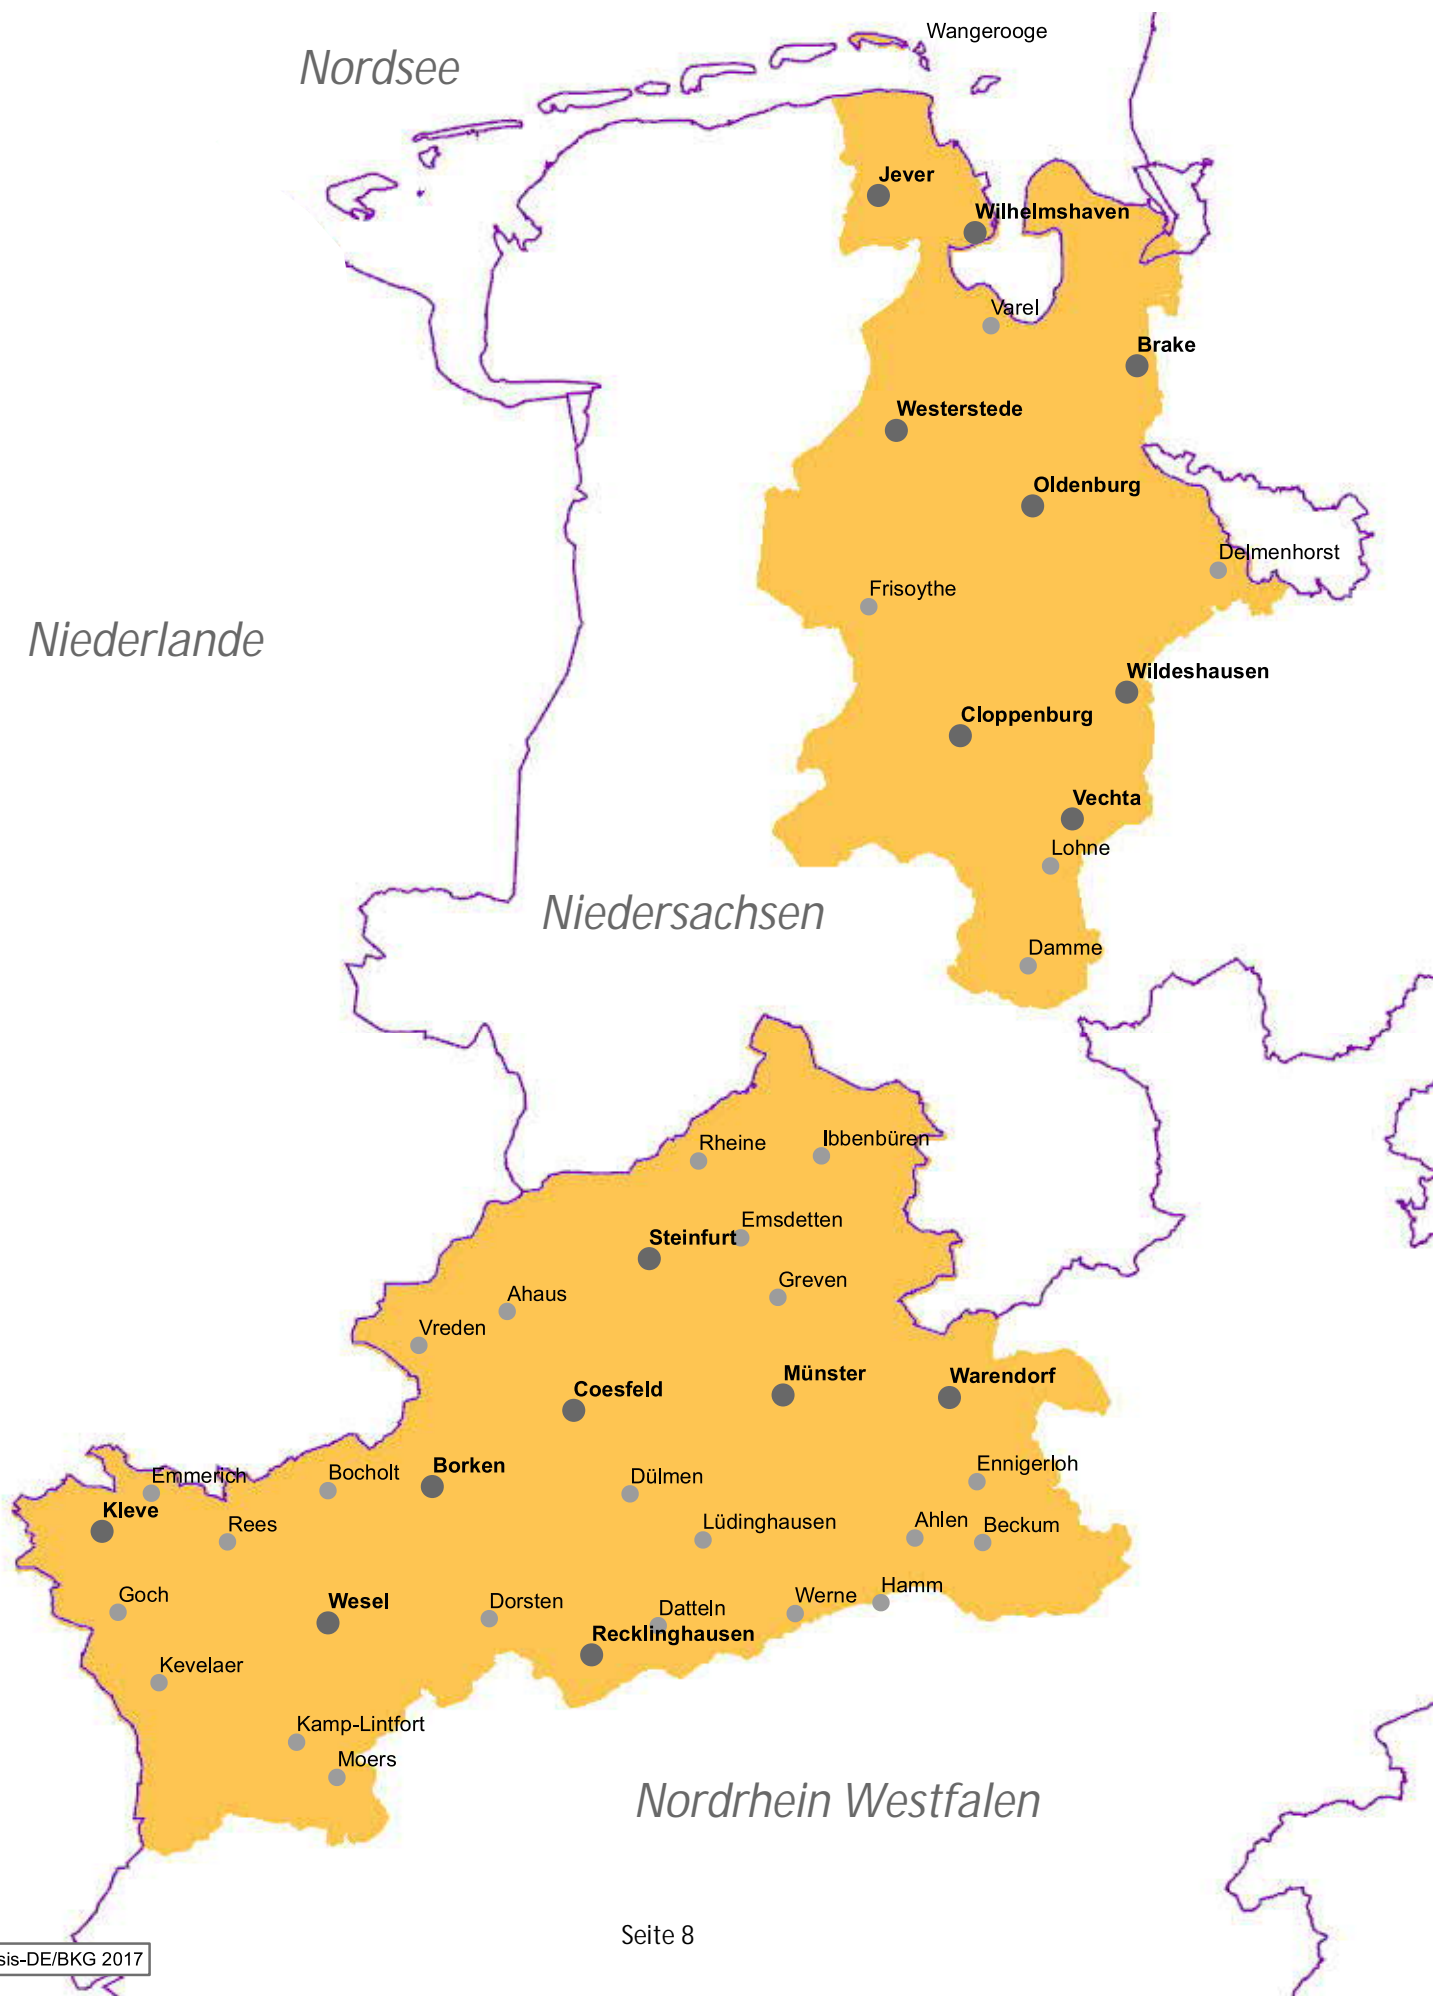 Wangerooge
Nordsee
Jever
Wilhelmshaven
Varel
Brake
Westerstede
Oldenburg
Delmenhorst
Frisoythe
Niederlande
Wildeshausen
Cloppenburg
Vechta
Lohne
Niedersachsen
Damme
Rheine
Ibbenbüren
Emsdetten
Steinfurt
Greven
Ahaus
Vreden
Münster
Warendorf
Coesfeld
Borken
Bocholt
Emmerich
Dülmen
Ennigerloh
Kleve
Rees
Lüdinghausen
Ahlen
Beckum
Goch
Wesel
Dorsten
Datteln
Werne
Hamm
Recklinghausen
Kevelaer
Kamp-Lintfort
Moers
Nordrhein Westfalen
Seite 8
sis-DE/BKG 2017